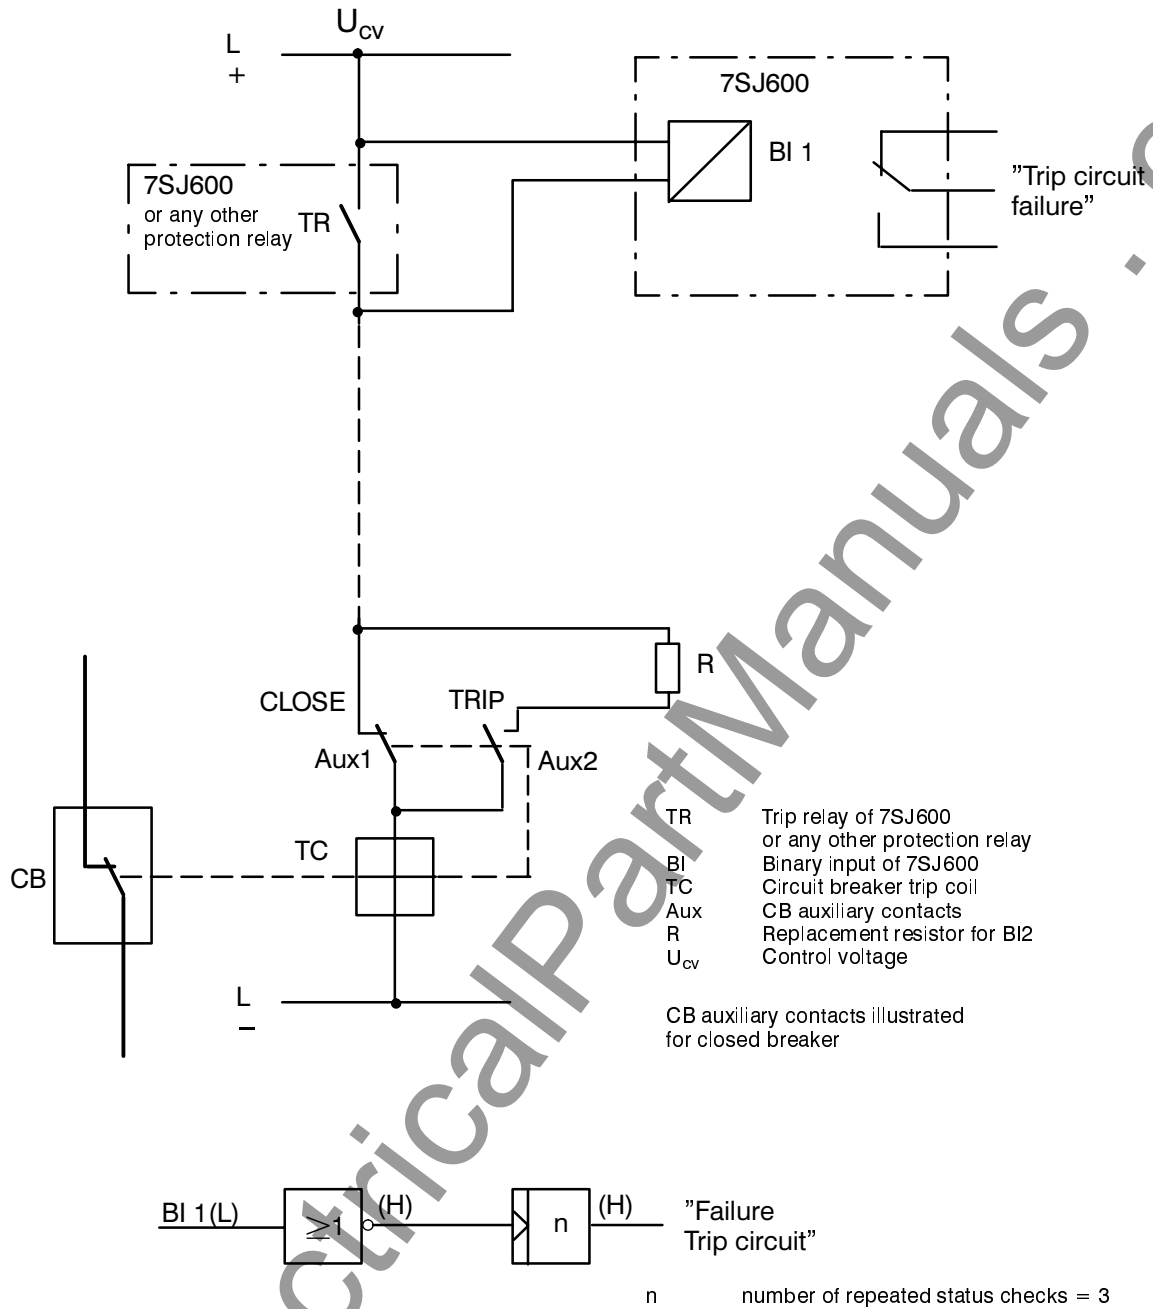 U_CV
L
+
7SJ600
BI 1
"Trip circuit
failure"
7SJ600
or any other
protection relay
TR
R
CLOSE
TRIP
Aux1
Aux2
TC
CB
TR Trip relay of 7SJ600
or any other protection relay
BI Binary input of 7SJ600
TC Circuit breaker trip coil
Aux CB auxiliary contacts
R Replacement resistor for BI2
U_CV Control voltage
L
−
CB auxiliary contacts illustrated
for closed breaker
BI 1(L)
≥1
(H)
n
(H)
"Failure
Trip circuit"
n number of repeated status checks = 3
ctricalPartManuals .